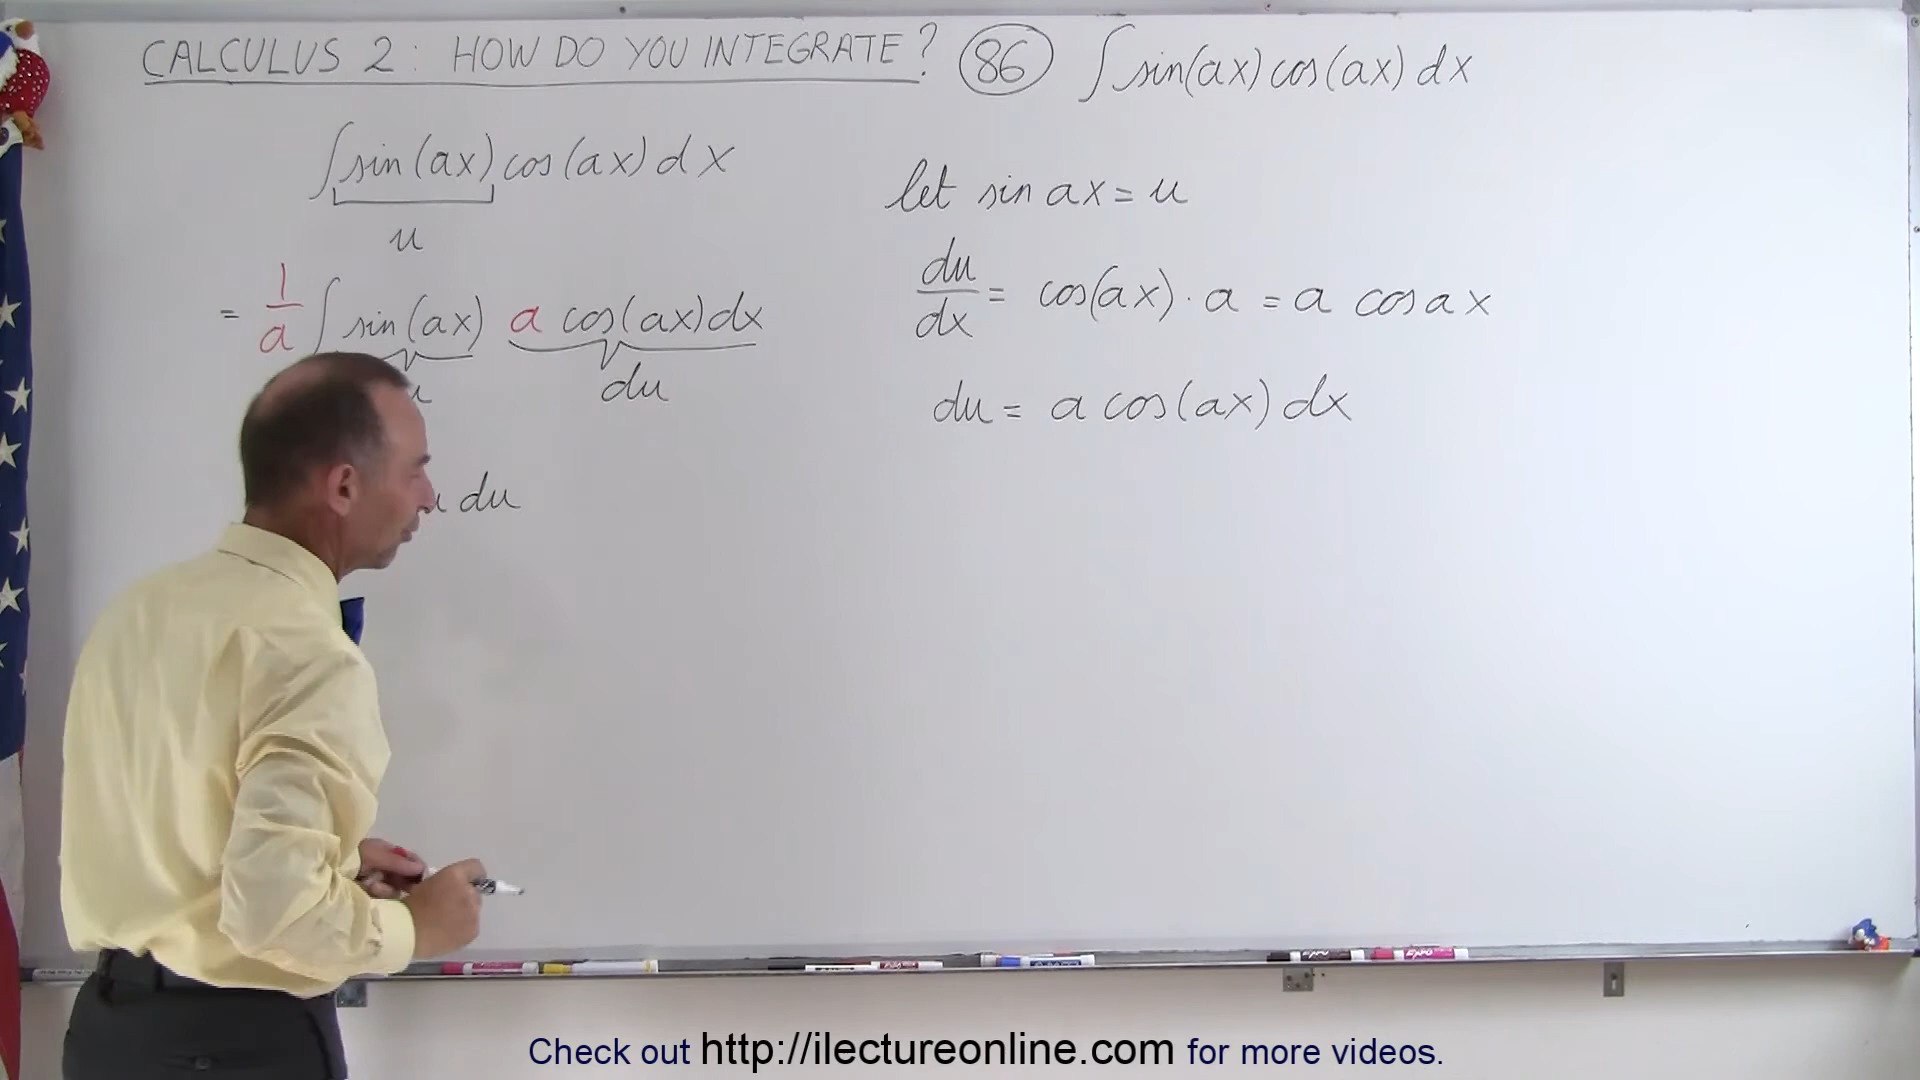 CALCULUS 2: HOW DO YOU INTEGRATE? 86 ∫ sin(ax) cos(ax) dx
∫ sin(ax) cos(ax) dx
u
= 1/a ∫ sin(ax) a cos(ax) dx
du
u du
let sin ax = u
du/dx = cos(ax) · a = a cos a x
du = a cos(ax) dx
EXPO
Check out http://ilectureonline.com for more videos.